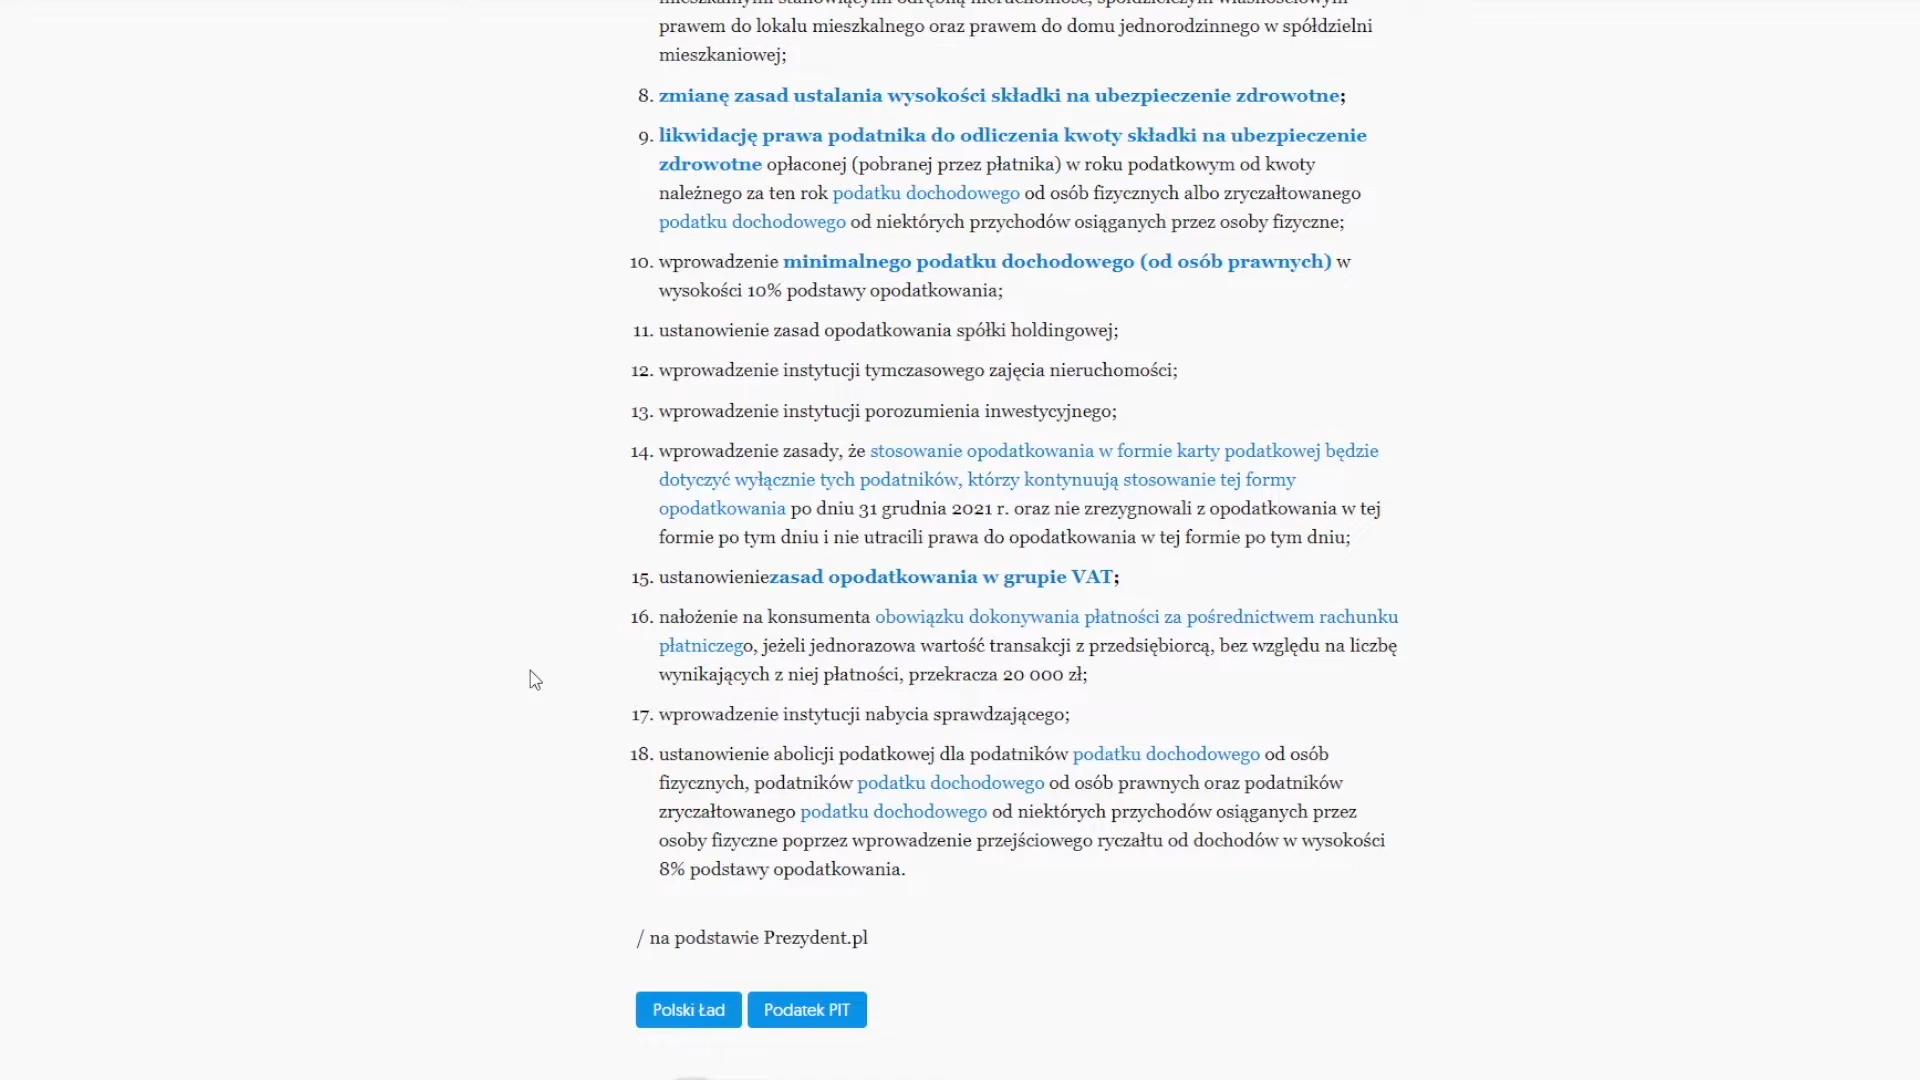 mieszkalnymi stanowiącymi odrębną nieruchomość, spółdzielczym własnościowym
prawem do lokalu mieszkalnego oraz prawem do domu jednorodzinnego w spółdzielni
mieszkaniowej;
8. zmianę zasad ustalania wysokości składki na ubezpieczenie zdrowotne;
9. likwidację prawa podatnika do odliczenia kwoty składki na ubezpieczenie
zdrowotne opłaconej (pobranej przez płatnika) w roku podatkowym od kwoty
należnego za ten rok podatku dochodowego od osób fizycznych albo zryczałtowanego
podatku dochodowego od niektórych przychodów osiąganych przez osoby fizyczne;
10. wprowadzenie minimalnego podatku dochodowego (od osób prawnych) w
wysokości 10% podstawy opodatkowania;
11. ustanowienie zasad opodatkowania spółki holdingowej;
12. wprowadzenie instytucji tymczasowego zajęcia nieruchomości;
13. wprowadzenie instytucji porozumienia inwestycyjnego;
14. wprowadzenie zasady, że stosowanie opodatkowania w formie karty podatkowej będzie
dotyczyć wyłącznie tych podatników, którzy kontynuują stosowanie tej formy
opodatkowania po dniu 31 grudnia 2021 r. oraz nie zrezygnowali z opodatkowania w tej
formie po tym dniu i nie utracili prawa do opodatkowania w tej formie po tym dniu;
15. ustanowieniezasad opodatkowania w grupie VAT;
16. nałożenie na konsumenta obowiązku dokonywania płatności za pośrednictwem rachunku
płatniczego, jeżeli jednorazowa wartość transakcji z przedsiębiorcą, bez względu na liczbę
wynikających z niej płatności, przekracza 20 000 zł;
17. wprowadzenie instytucji nabycia sprawdzającego;
18. ustanowienie abolicji podatkowej dla podatników podatku dochodowego od osób
fizycznych, podatników podatku dochodowego od osób prawnych oraz podatników
zryczałtowanego podatku dochodowego od niektórych przychodów osiąganych przez
osoby fizyczne poprzez wprowadzenie przejściowego ryczałtu od dochodów w wysokości
8% podstawy opodatkowania.
/ na podstawie Prezydent.pl
Polski Ład Podatek PIT